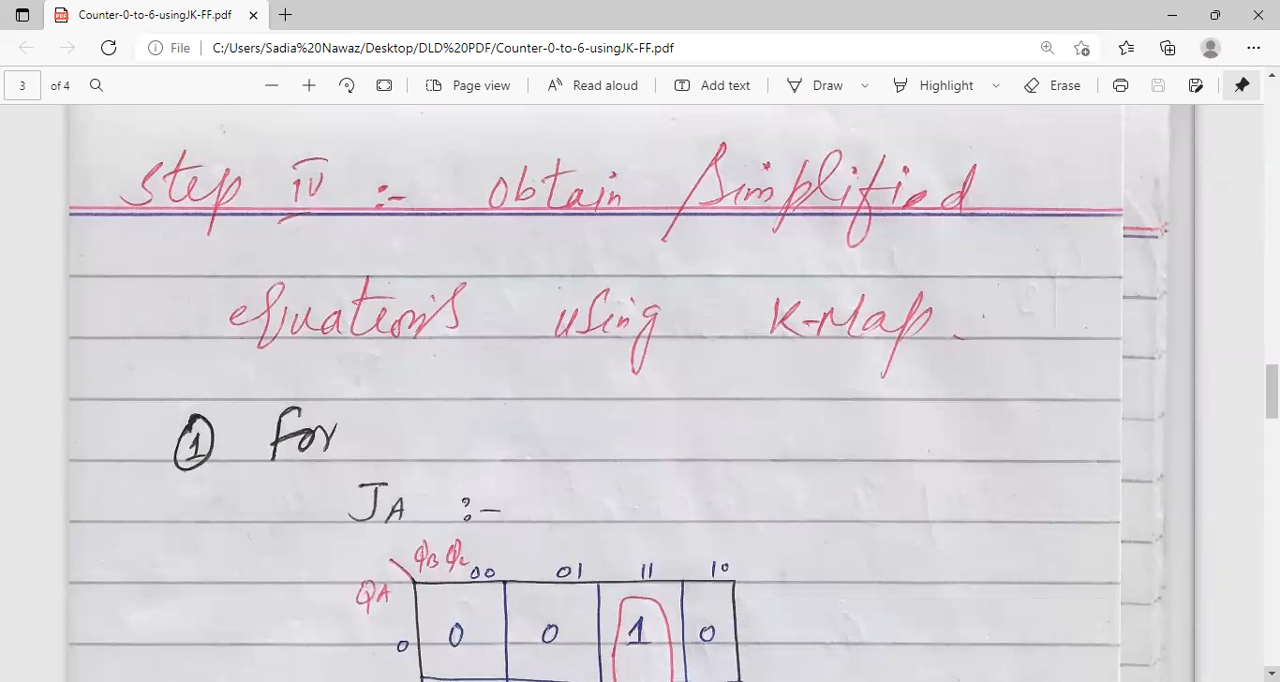 Counter-0-to-6-usingJK-FF.pdf
File C:/Users/Sadia%20Nawaz/Desktop/DLD%20PDF/Counter-0-to-6-usingJK-FF.pdf
3 of 4 Page view Read aloud Add text Draw Highlight Erase
Step IV :- Obtain Simplified
equations using K-Map.
① For
JA :-
QB QC 00 01 11 10
QA
0 0 0 1 0